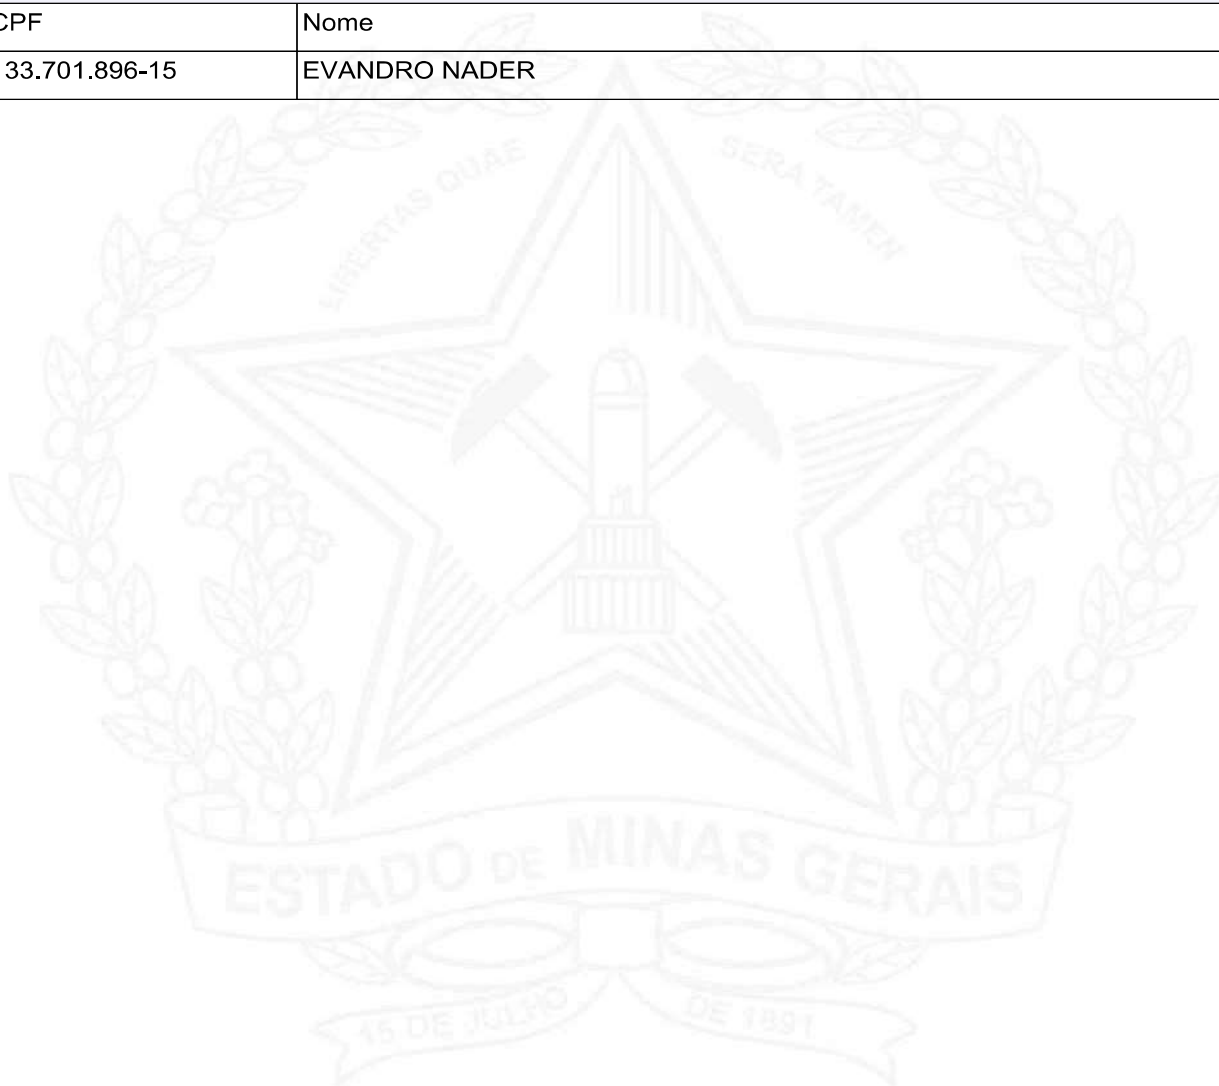 CPF Nome
33.701.896-15 EVANDRO NADER
LIBERTAS QUAE SERA TAMEN
ESTADO DE MINAS GERAIS
15 DE JULHO DE 1891